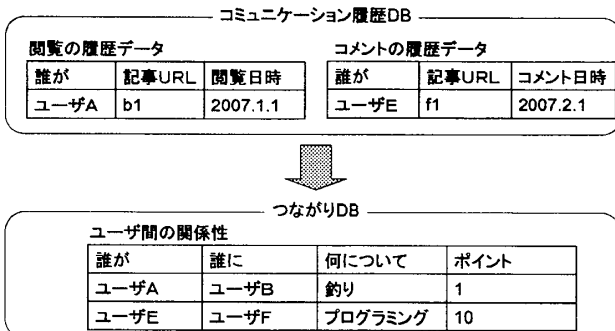 コミュニケーション履歴DB
閲覧の履歴データ
誰が 記事URL 閲覧日時
ユーザA b1 2007.1.1
コメントの履歴データ
誰が 記事URL コメント日時
ユーザE f1 2007.2.1
つながりDB
ユーザ間の関係性
誰が 誰に 何について ポイント
ユーザA ユーザB 釣り 1
ユーザE ユーザF プログラミング 10